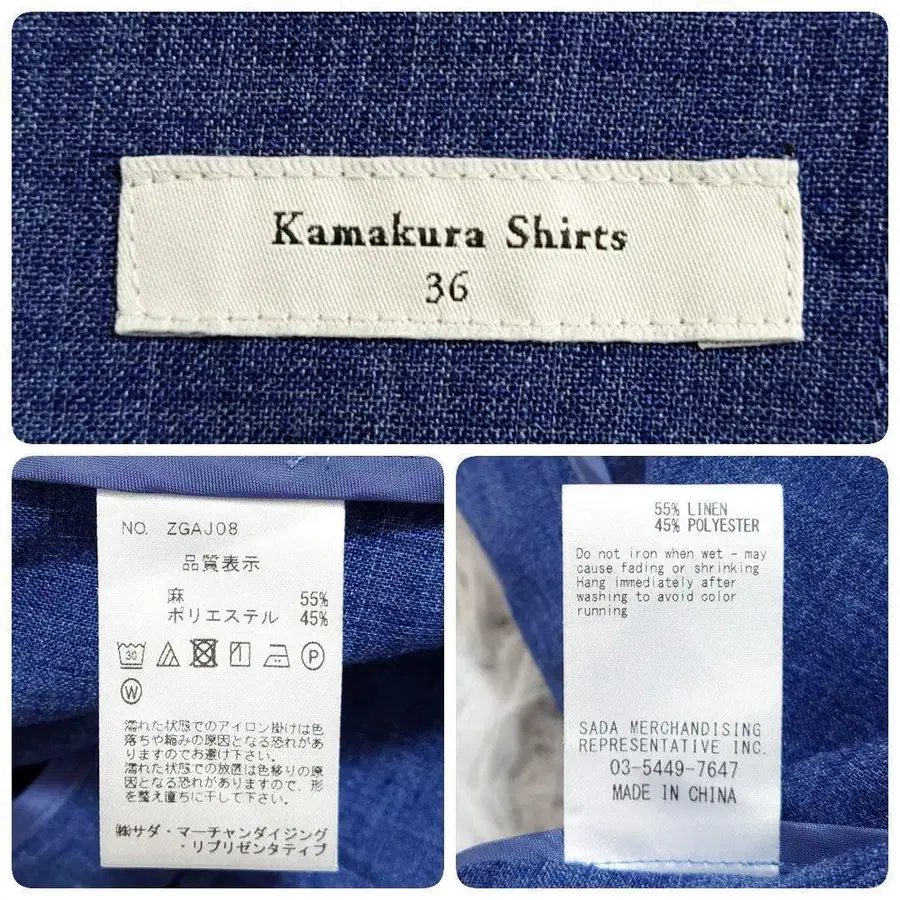 Kamakura Shirts
36
NO. ZGAJ08
品質表示
麻 55%
ポリエステル 45%
30
P
W
濡れた状態でのアイロン掛けは色
落ちや縮みの原因となる恐れがあ
りますのでお避け下さい。
濡れた状態での放置は色移りの原
因となる恐れがありますので、形
を整え直ちに干して下さい。
㈱サダ・マーチャンダイジング
・リプリゼンタティブ
55% LINEN
45% POLYESTER
Do not iron when wet - may
cause fading or shrinking
Hang immediately after
washing to avoid color
running
SADA MERCHANDISING
REPRESENTATIVE INC.
03-5449-7647
MADE IN CHINA